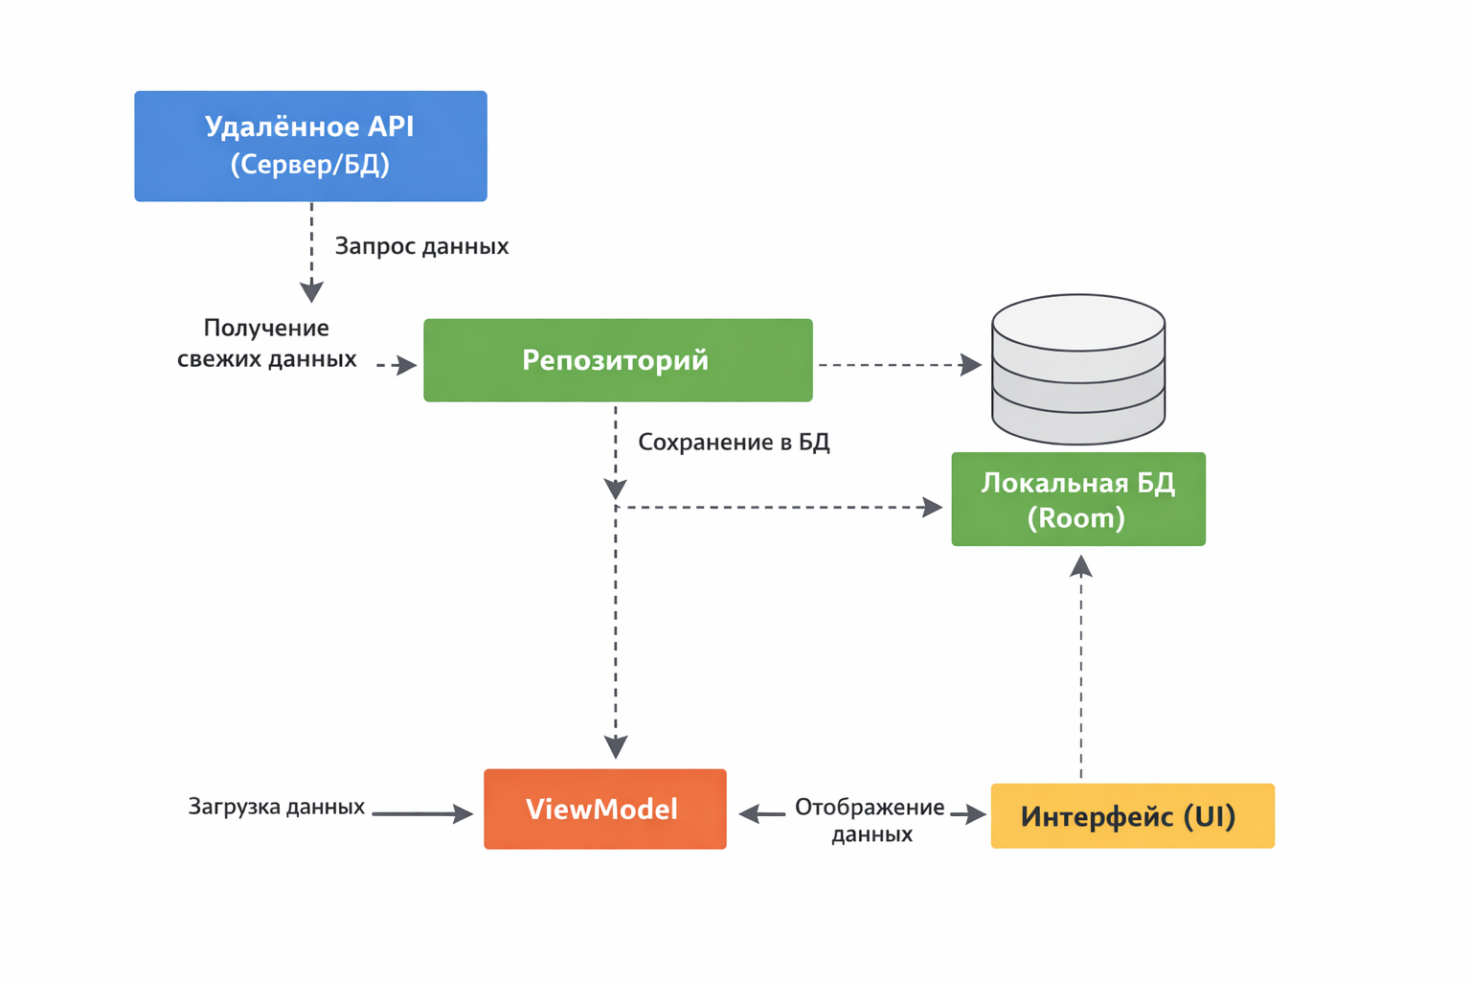 Удалённое API
(Сервер/БД)
Запрос данных
Получение
свежих данных
Репозиторий
Сохранение в БД
Локальная БД
(Room)
Загрузка данных
ViewModel
Отображение
данных
Интерфейс (UI)